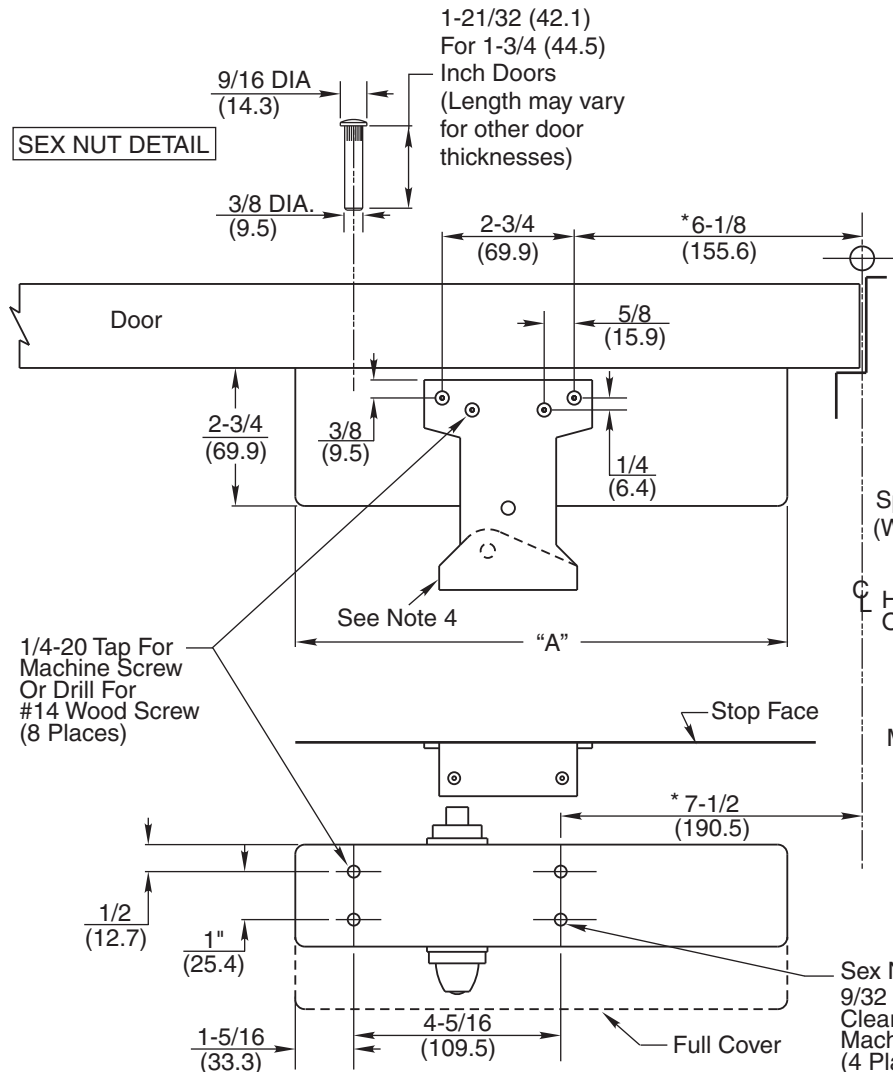 1-21/32 (42.1)
For 1-3/4 (44.5)
Inch Doors
(Length may vary
for other door
thicknesses)
9/16 DIA
(14.3)
SEX NUT DETAIL
3/8 DIA.
(9.5)
2-3/4
(69.9)
*6-1/8
(155.6)
Door
5/8
(15.9)
2-3/4
(69.9)
3/8
(9.5)
1/4
(6.4)
See Note 4
"A"
1/4-20 Tap For
Machine Screw
Or Drill For
#14 Wood Screw
(8 Places)
Stop Face
* 7-1/2
(190.5)
1/2
(12.7)
1"
(25.4)
1-5/16
(33.3)
4-5/16
(109.5)
Full Cover
Sex
9/32